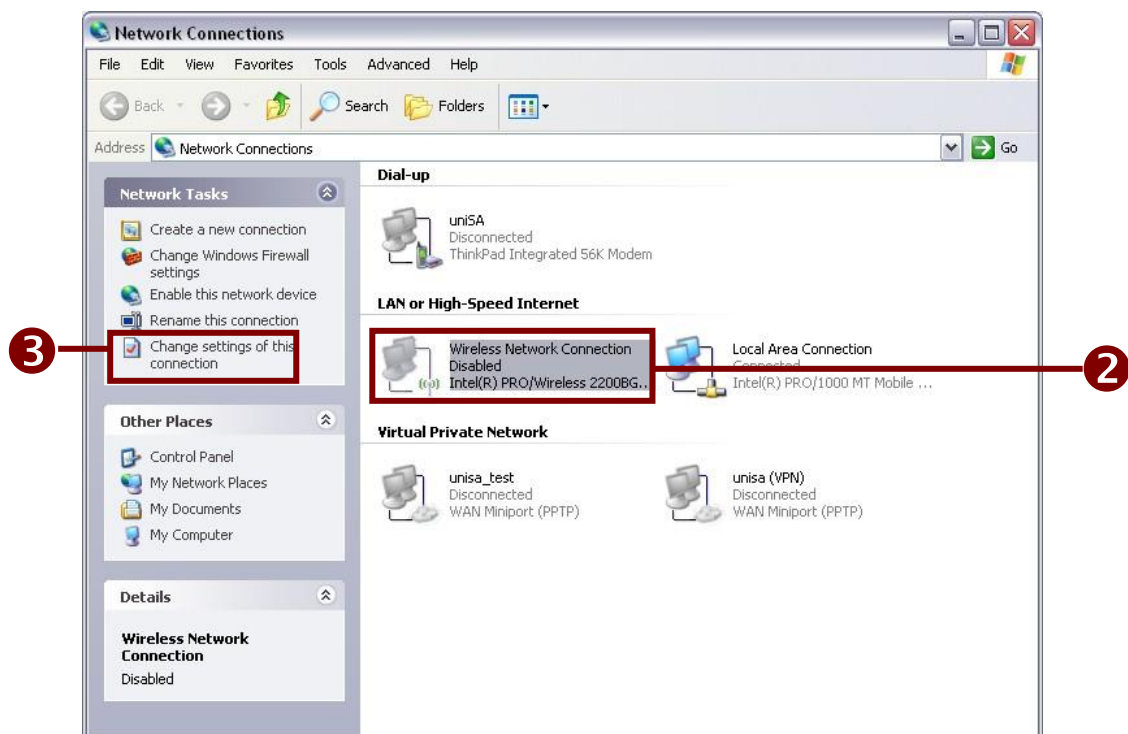 Network Connections
File Edit View Favorites Tools Advanced Help
Back Search Folders
Address Network Connections Go
Network Tasks
Create a new connection
Change Windows Firewall
settings
Enable this network device
Rename this connection
Change settings of this
connection
Other Places
Control Panel
My Network Places
My Documents
My Computer
Details
Wireless Network
Connection
Disabled
Dial-up
uniSA
Disconnected
ThinkPad Integrated 56K Modem
LAN or High-Speed Internet
Wireless Network Connection
Disabled
Intel(R) PRO/Wireless 2200BG...
Local Area Connection
Connected
Intel(R) PRO/1000 MT Mobile ...
Virtual Private Network
unisa_test
Disconnected
WAN Miniport (PPTP)
unisa (VPN)
Disconnected
WAN Miniport (PPTP)
3
2